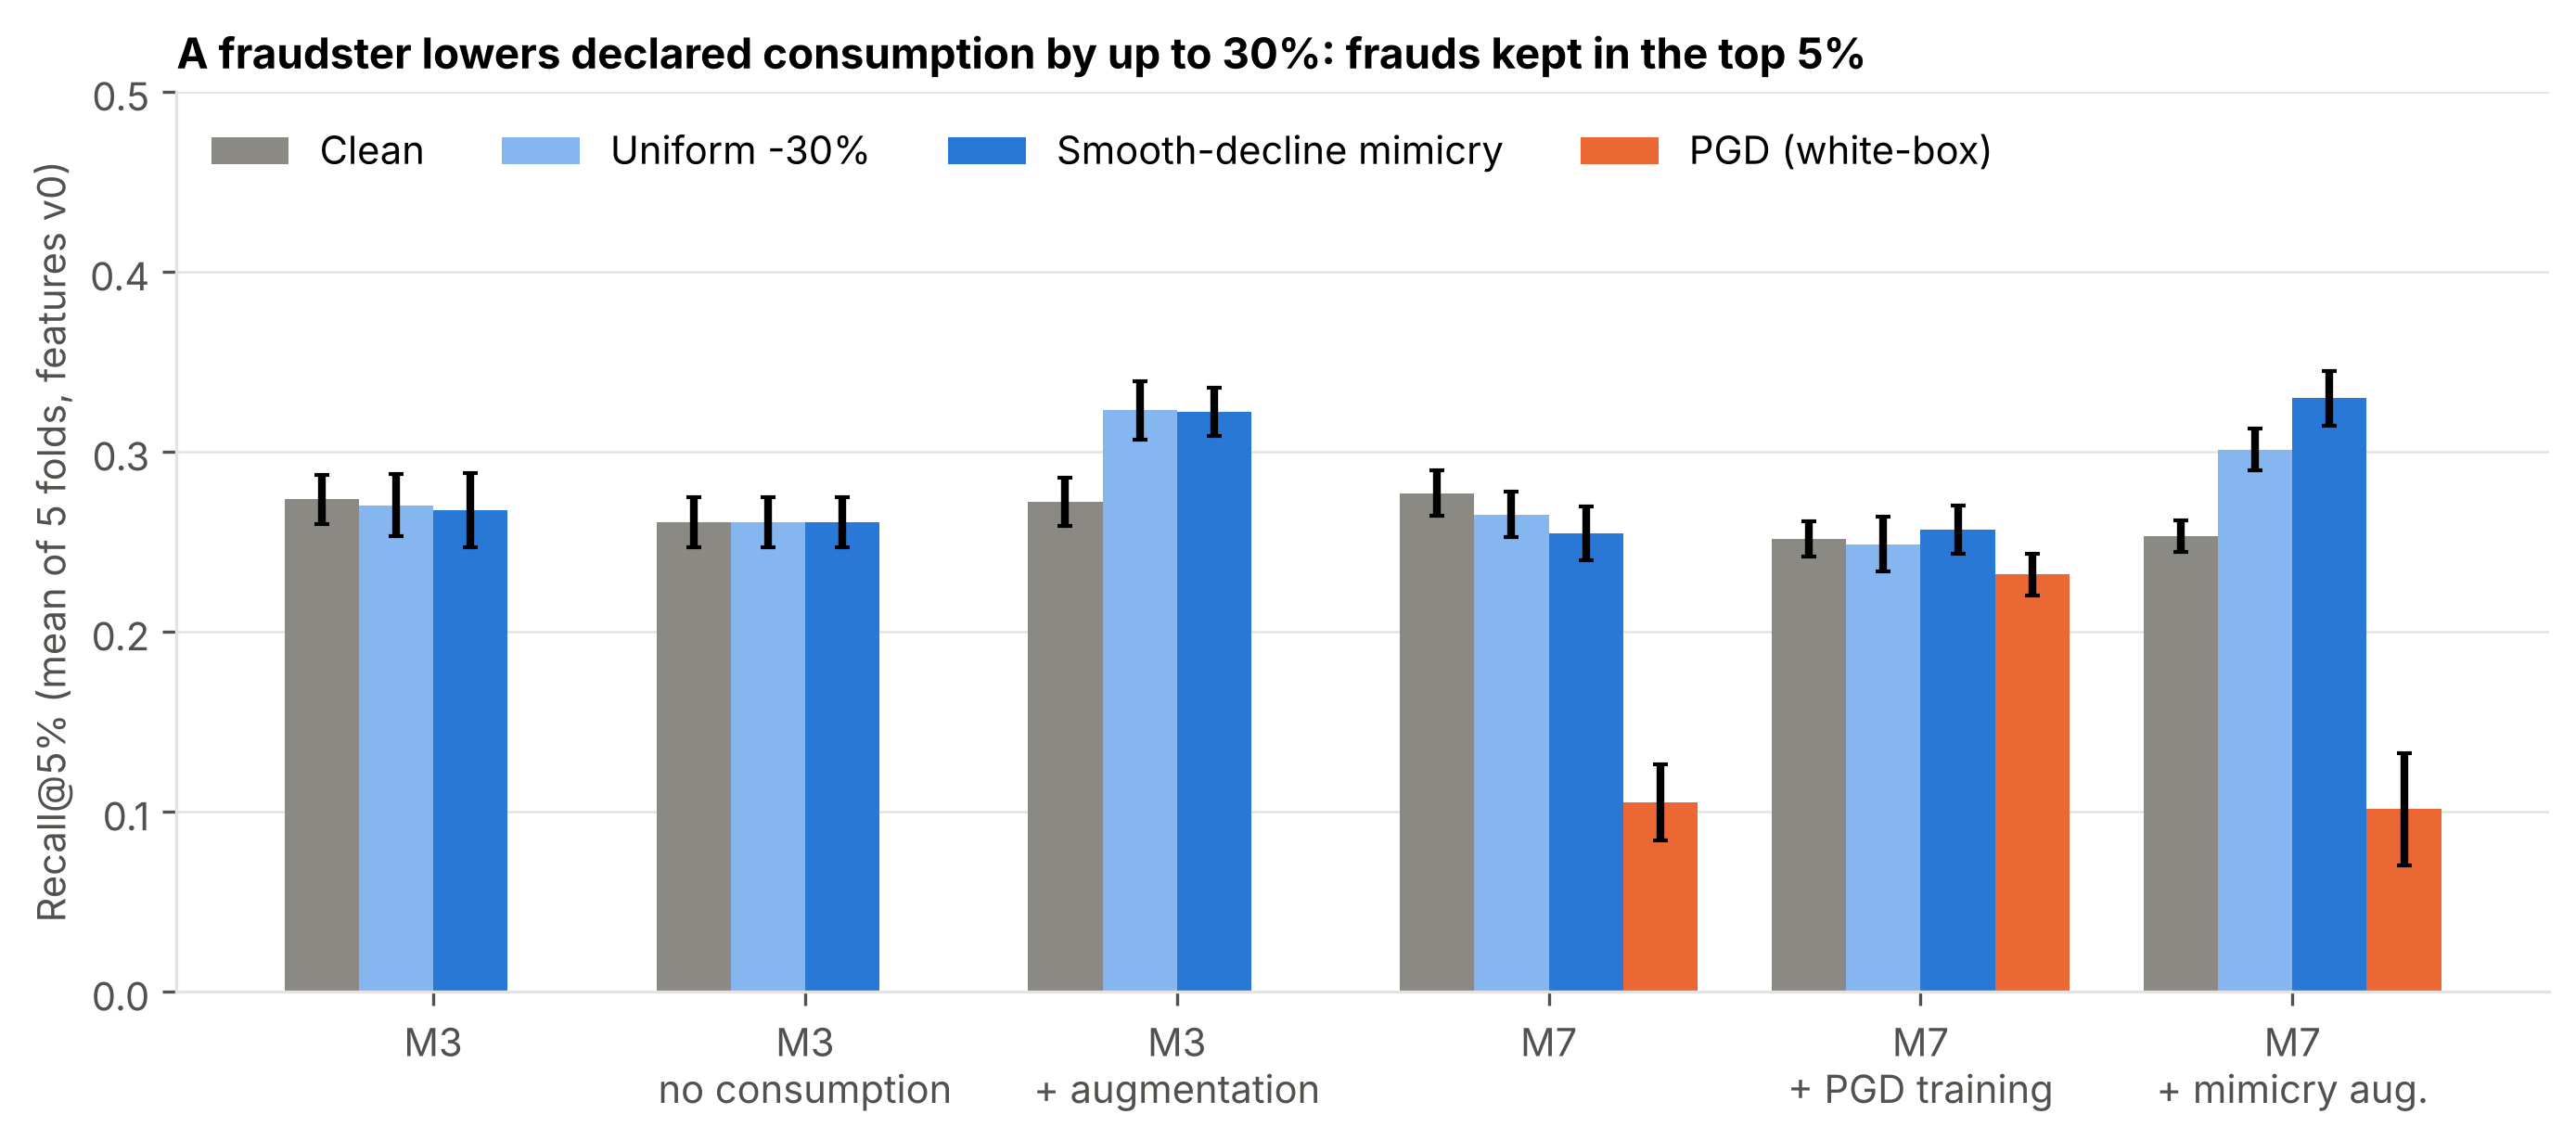 A fraudster lowers declared consumption by up to 30%: frauds kept in the top 5%
Clean
Uniform -30%
Smooth-decline mimicry
PGD (white-box)
Recall@5% (mean of 5 folds, features v0)
0.5
0.4
0.3
0.2
0.1
0.0
M3
M3
no consumption
M3
+ augmentation
M7
M7
+ PGD training
M7
+ mimicry aug.